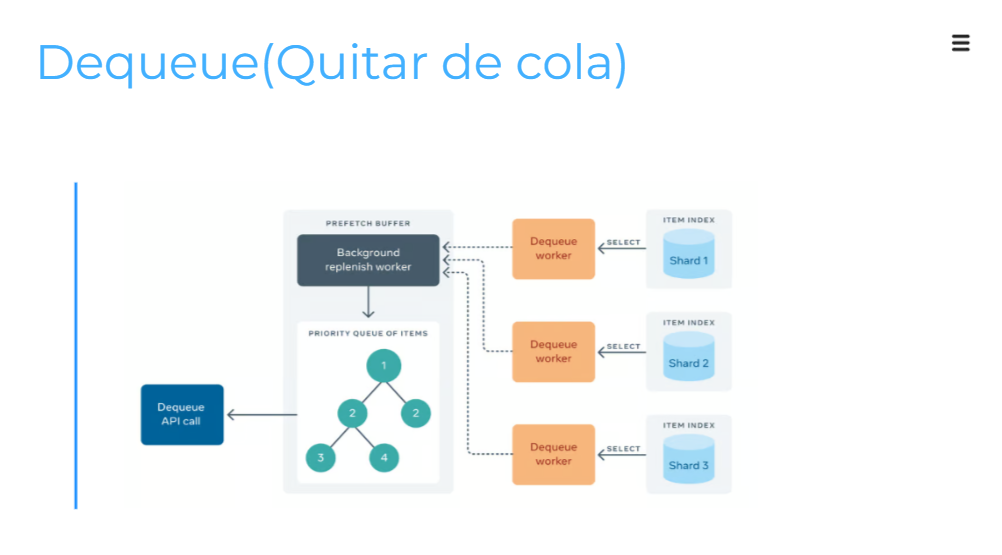 Dequeue(Quitar de cola)
PREFETCH BUFFER
Background
replenish worker
PRIORITY QUEUE OF ITEMS
1
2
2
3
4
Dequeue
API call
Dequeue
worker
SELECT
ITEM INDEX
Shard 1
Dequeue
worker
SELECT
ITEM INDEX
Shard 2
Dequeue
worker
SELECT
ITEM INDEX
Shard 3